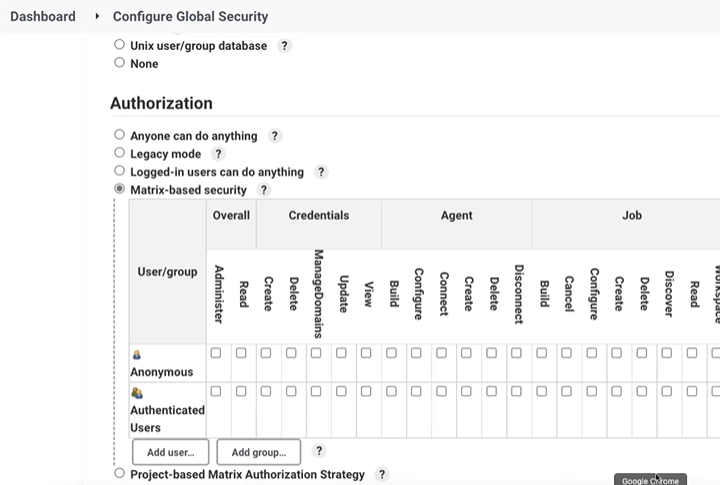 Dashboard Configure Global Security
Unix user/group database ?
None
Authorization
Anyone can do anything ?
Legacy mode ?
Logged-in users can do anything ?
Matrix-based security ?
User/group Overall Credentials Agent Job
Administer Read Create Delete ManageDomains Update View Build Configure Connect Create Delete Disconnect Build Cancel Configure Create Delete Discover Read Workspace
Anonymous
Authenticated
Users
Add user... Add group... ?
Project-based Matrix Authorization Strategy ?
Google Chrome